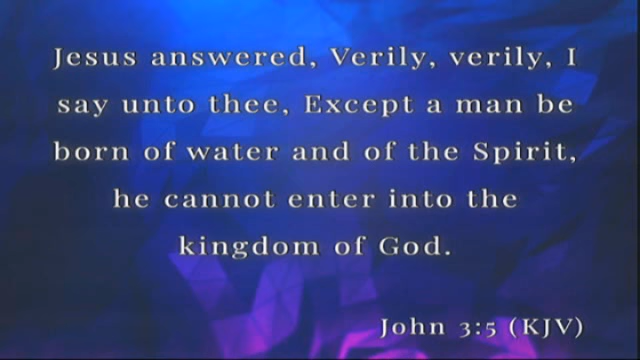 Jesus answered, Verily, verily, I
say unto thee, Except a man be
born of water and of the Spirit,
he cannot enter into the
kingdom of God.
John 3:5 (KJV)